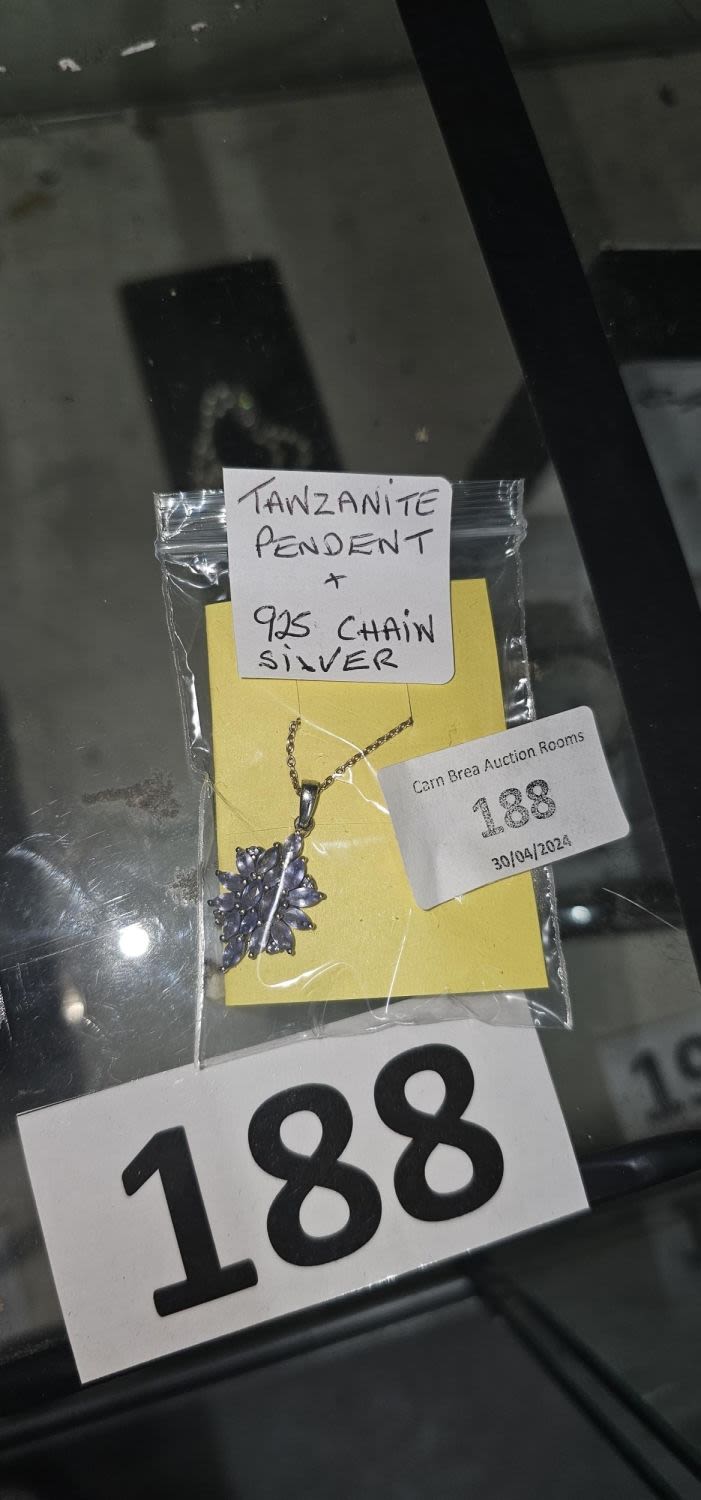 TANZANITE
PENDENT
+
925 CHAIN
SILVER
Carn Brea Auction Rooms
188
30/04/2024
188